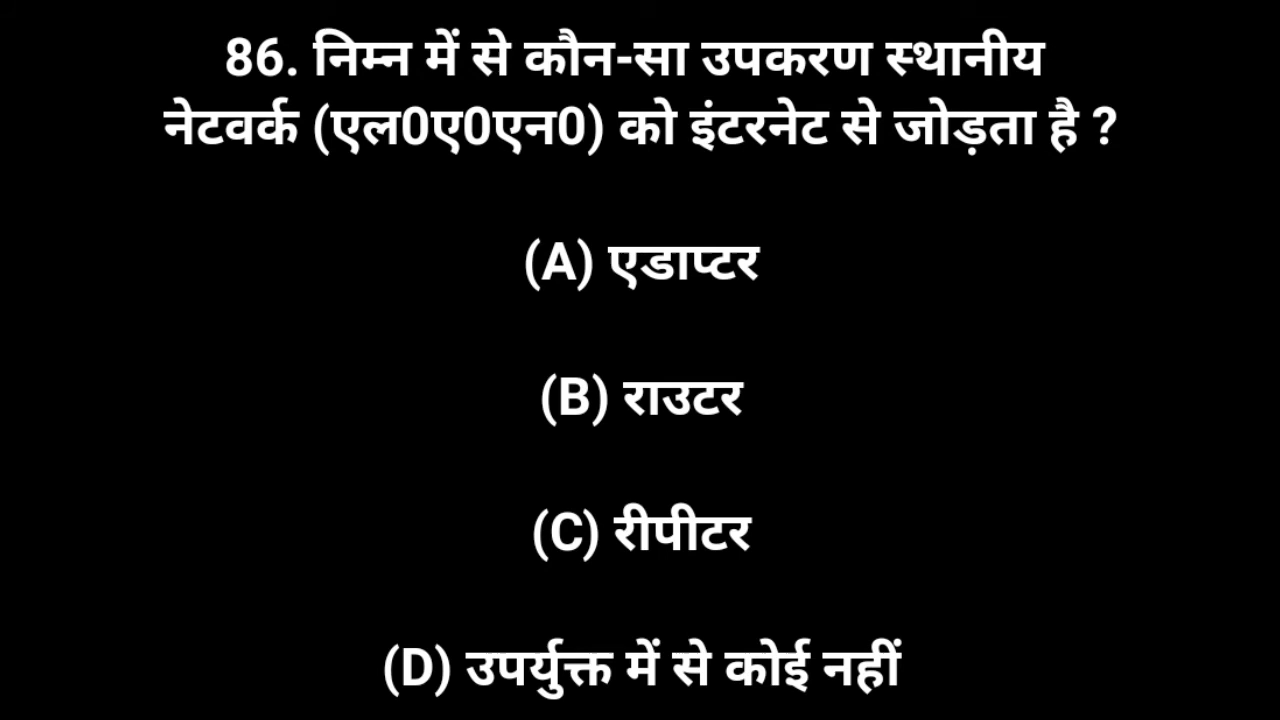 86. निम्न में से कौन-सा उपकरण स्थानीय
नेटवर्क (एल0ए0एन0) को इंटरनेट से जोड़ता है ?
(A) एडाप्टर
(B) राउटर
(C) रीपीटर
(D) उपर्युक्त में से कोई नहीं